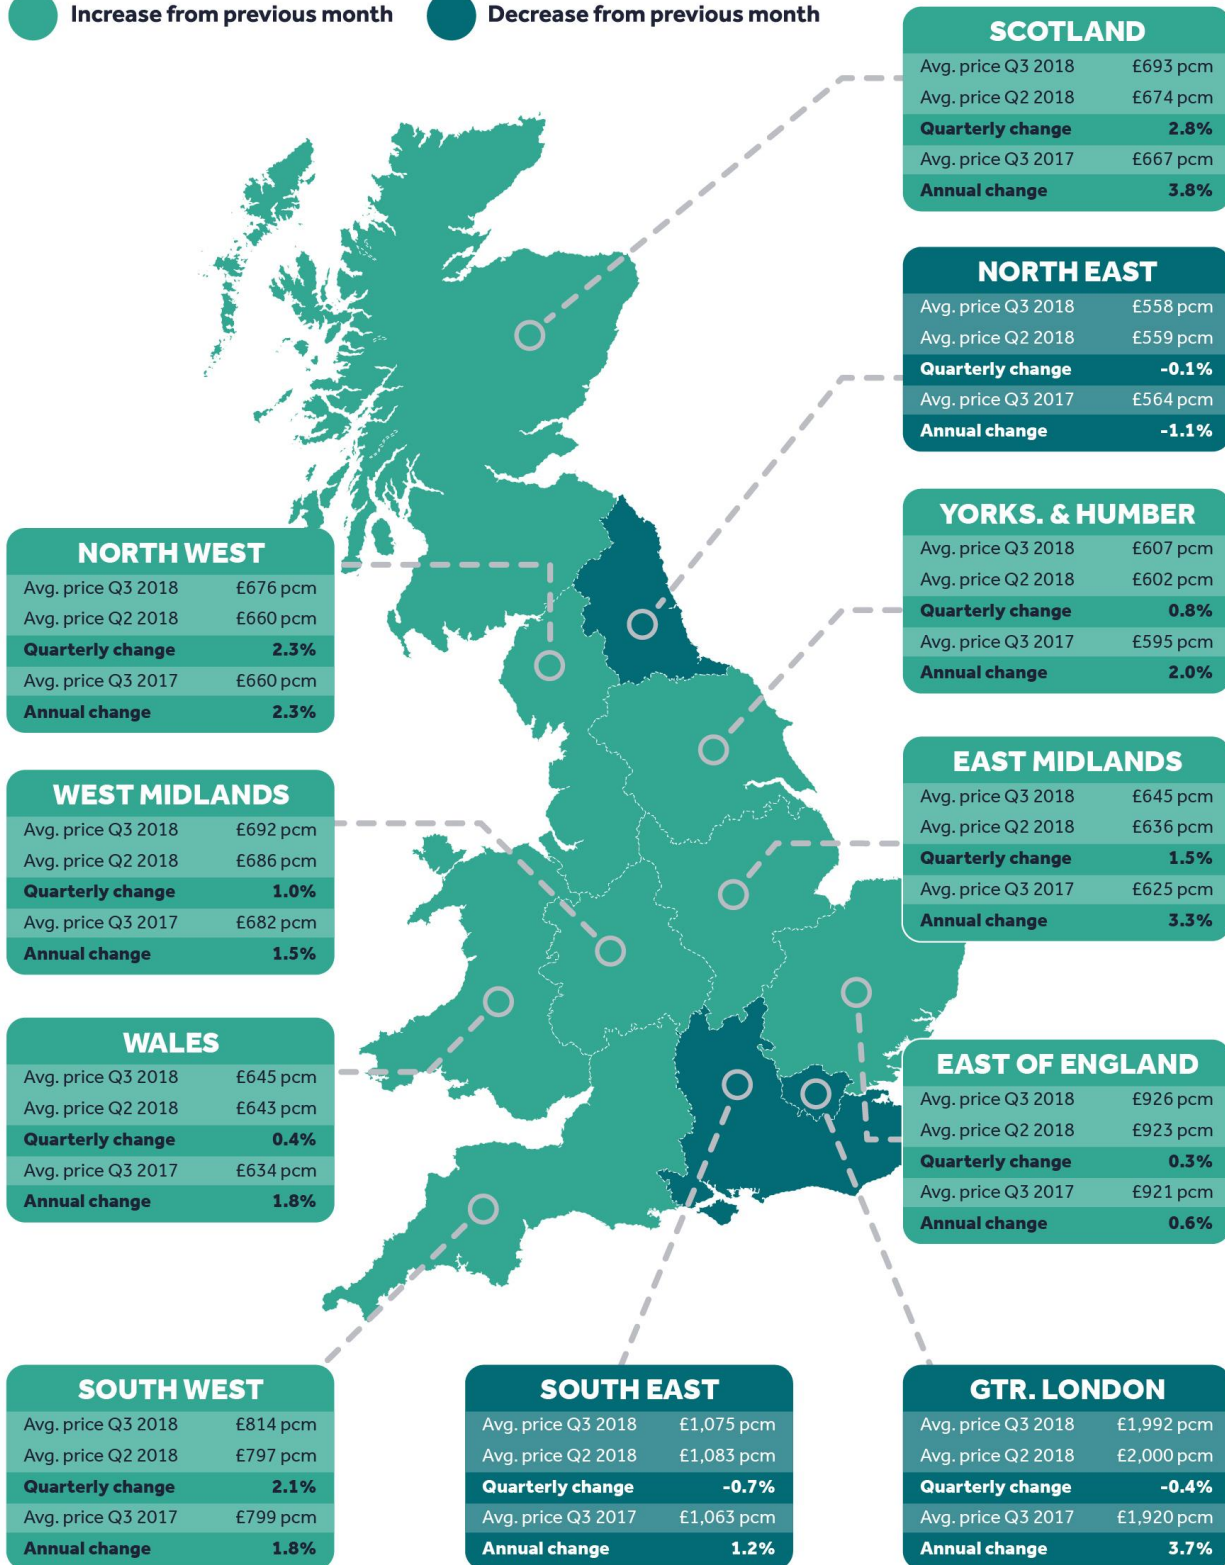 Increase from previous month
Decrease from previous month
SCOTLAND
Avg. price Q3 2018 £693 pcm
Avg. price Q2 2018 £674 pcm
Quarterly change 2.8%
Avg. price Q3 2017 £667 pcm
Annual change 3.8%
NORTH EAST
Avg. price Q3 2018 £558 pcm
Avg. price Q2 2018 £559 pcm
Quarterly change -0.1%
Avg. price Q3 2017 £564 pcm
Annual change -1.1%
YORKS. & HUMBER
Avg. price Q3 2018 £607 pcm
Avg. price Q2 2018 £602 pcm
Quarterly change 0.8%
Avg. price Q3 2017 £595 pcm
Annual change 2.0%
NORTH WEST
Avg. price Q3 2018 £676 pcm
Avg. price Q2 2018 £660 pcm
Quarterly change 2.3%
Avg. price Q3 2017 £660 pcm
Annual change 2.3%
EAST MIDLANDS
Avg. price Q3 2018 £645 pcm
Avg. price Q2 2018 £636 pcm
Quarterly change 1.5%
Avg. price Q3 2017 £625 pcm
Annual change 3.3%
WEST MIDLANDS
Avg. price Q3 2018 £692 pcm
Avg. price Q2 2018 £686 pcm
Quarterly change 1.0%
Avg. price Q3 2017 £682 pcm
Annual change 1.5%
WALES
Avg. price Q3 2018 £645 pcm
Avg. price Q2 2018 £643 pcm
Quarterly change 0.4%
Avg. price Q3 2017 £634 pcm
Annual change 1.8%
EAST OF ENGLAND
Avg. price Q3 2018 £926 pcm
Avg. price Q2 2018 £923 pcm
Quarterly change 0.3%
Avg. price Q3 2017 £921 pcm
Annual change 0.6%
SOUTH WEST
Avg. price Q3 2018 £814 pcm
Avg. price Q2 2018 £797 pcm
Quarterly change 2.1%
Avg. price Q3 2017 £799 pcm
Annual change 1.8%
SOUTH EAST
Avg. price Q3 2018 £1,075 pcm
Avg. price Q2 2018 £1,083 pcm
Quarterly change -0.7%
Avg. price Q3 2017 £1,063 pcm
Annual change 1.2%
GTR. LONDON
Avg. price Q3 2018 £1,992 pcm
Avg. price Q2 2018 £2,000 pcm
Quarterly change -0.4%
Avg. price Q3 2017 £1,920 pcm
Annual change 3.7%